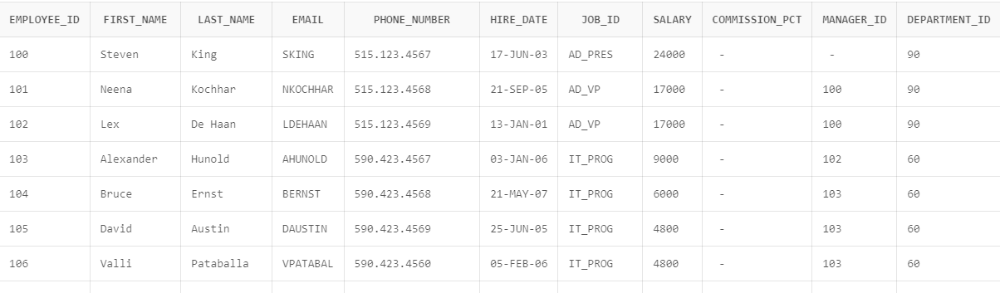 EMPLOYEE_ID FIRST_NAME LAST_NAME EMAIL PHONE_NUMBER HIRE_DATE JOB_ID SALARY COMMISSION_PCT MANAGER_ID DEPARTMENT_ID
100 Steven King SKING 515.123.4567 17-JUN-03 AD_PRES 24000 - - 90
101 Neena Kochhar NKOCHHAR 515.123.4568 21-SEP-05 AD_VP 17000 - 100 90
102 Lex De Haan LDEHAAN 515.123.4569 13-JAN-01 AD_VP 17000 - 100 90
103 Alexander Hunold AHUNOLD 590.423.4567 03-JAN-06 IT_PROG 9000 - 102 60
104 Bruce Ernst BERNST 590.423.4568 21-MAY-07 IT_PROG 6000 - 103 60
105 David Austin DAUSTIN 590.423.4569 25-JUN-05 IT_PROG 4800 - 103 60
106 Valli Pataballa VPATABAL 590.423.4560 05-FEB-06 IT_PROG 4800 - 103 60